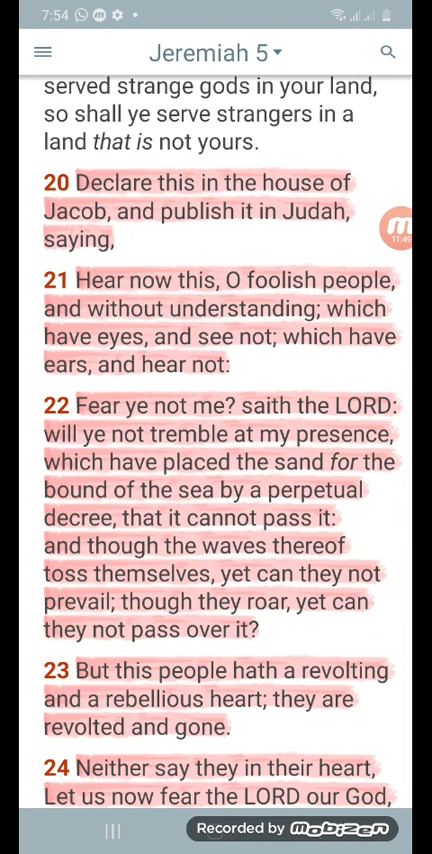 7:54
Jeremiah 5
served strange gods in your land,
so shall ye serve strangers in a
land that is not yours.
20 Declare this in the house of
Jacob, and publish it in Judah,
saying,
11:49
21 Hear now this, O foolish people,
and without understanding; which
have eyes, and see not; which have
ears, and hear not:
22 Fear ye not me? saith the LORD:
will ye not tremble at my presence,
which have placed the sand for the
bound of the sea by a perpetual
decree, that it cannot pass it:
and though the waves thereof
toss themselves, yet can they not
prevail; though they roar, yet can
they not pass over it?
23 But this people hath a revolting
and a rebellious heart; they are
revolted and gone.
24 Neither say they in their heart,
Let us now fear the LORD our God,
Recorded by mobizen